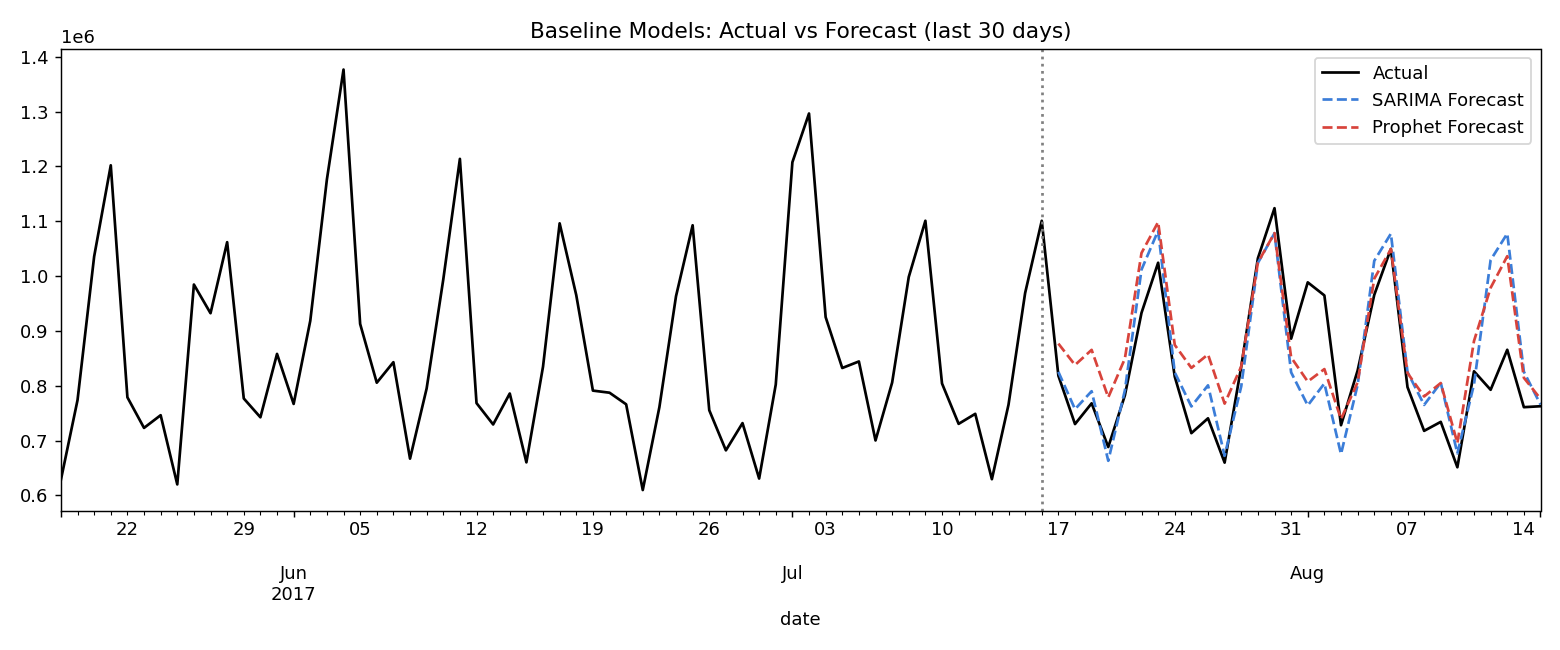 Baseline Models: Actual vs Forecast (last 30 days)
1e6
1.4
1.3
1.2
1.1
1.0
0.9
0.8
0.7
0.6
Actual
SARIMA Forecast
Prophet Forecast
22 29 05 12 19 26 03 10 17 24 31 07 14
Jun Jul Aug
2017
date